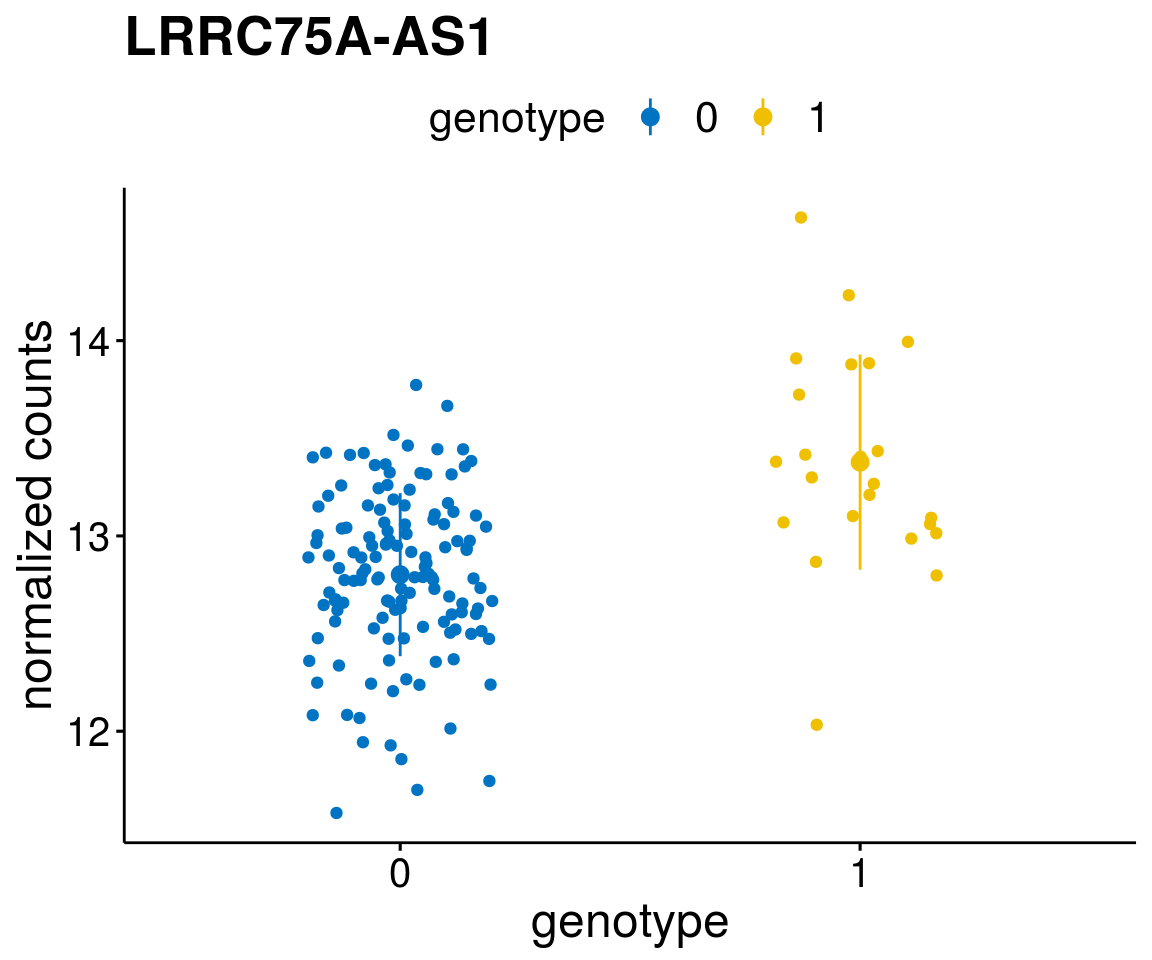 LRRC75A-AS1
genotype 0 1
normalized counts
14
13
12
0 1
genotype